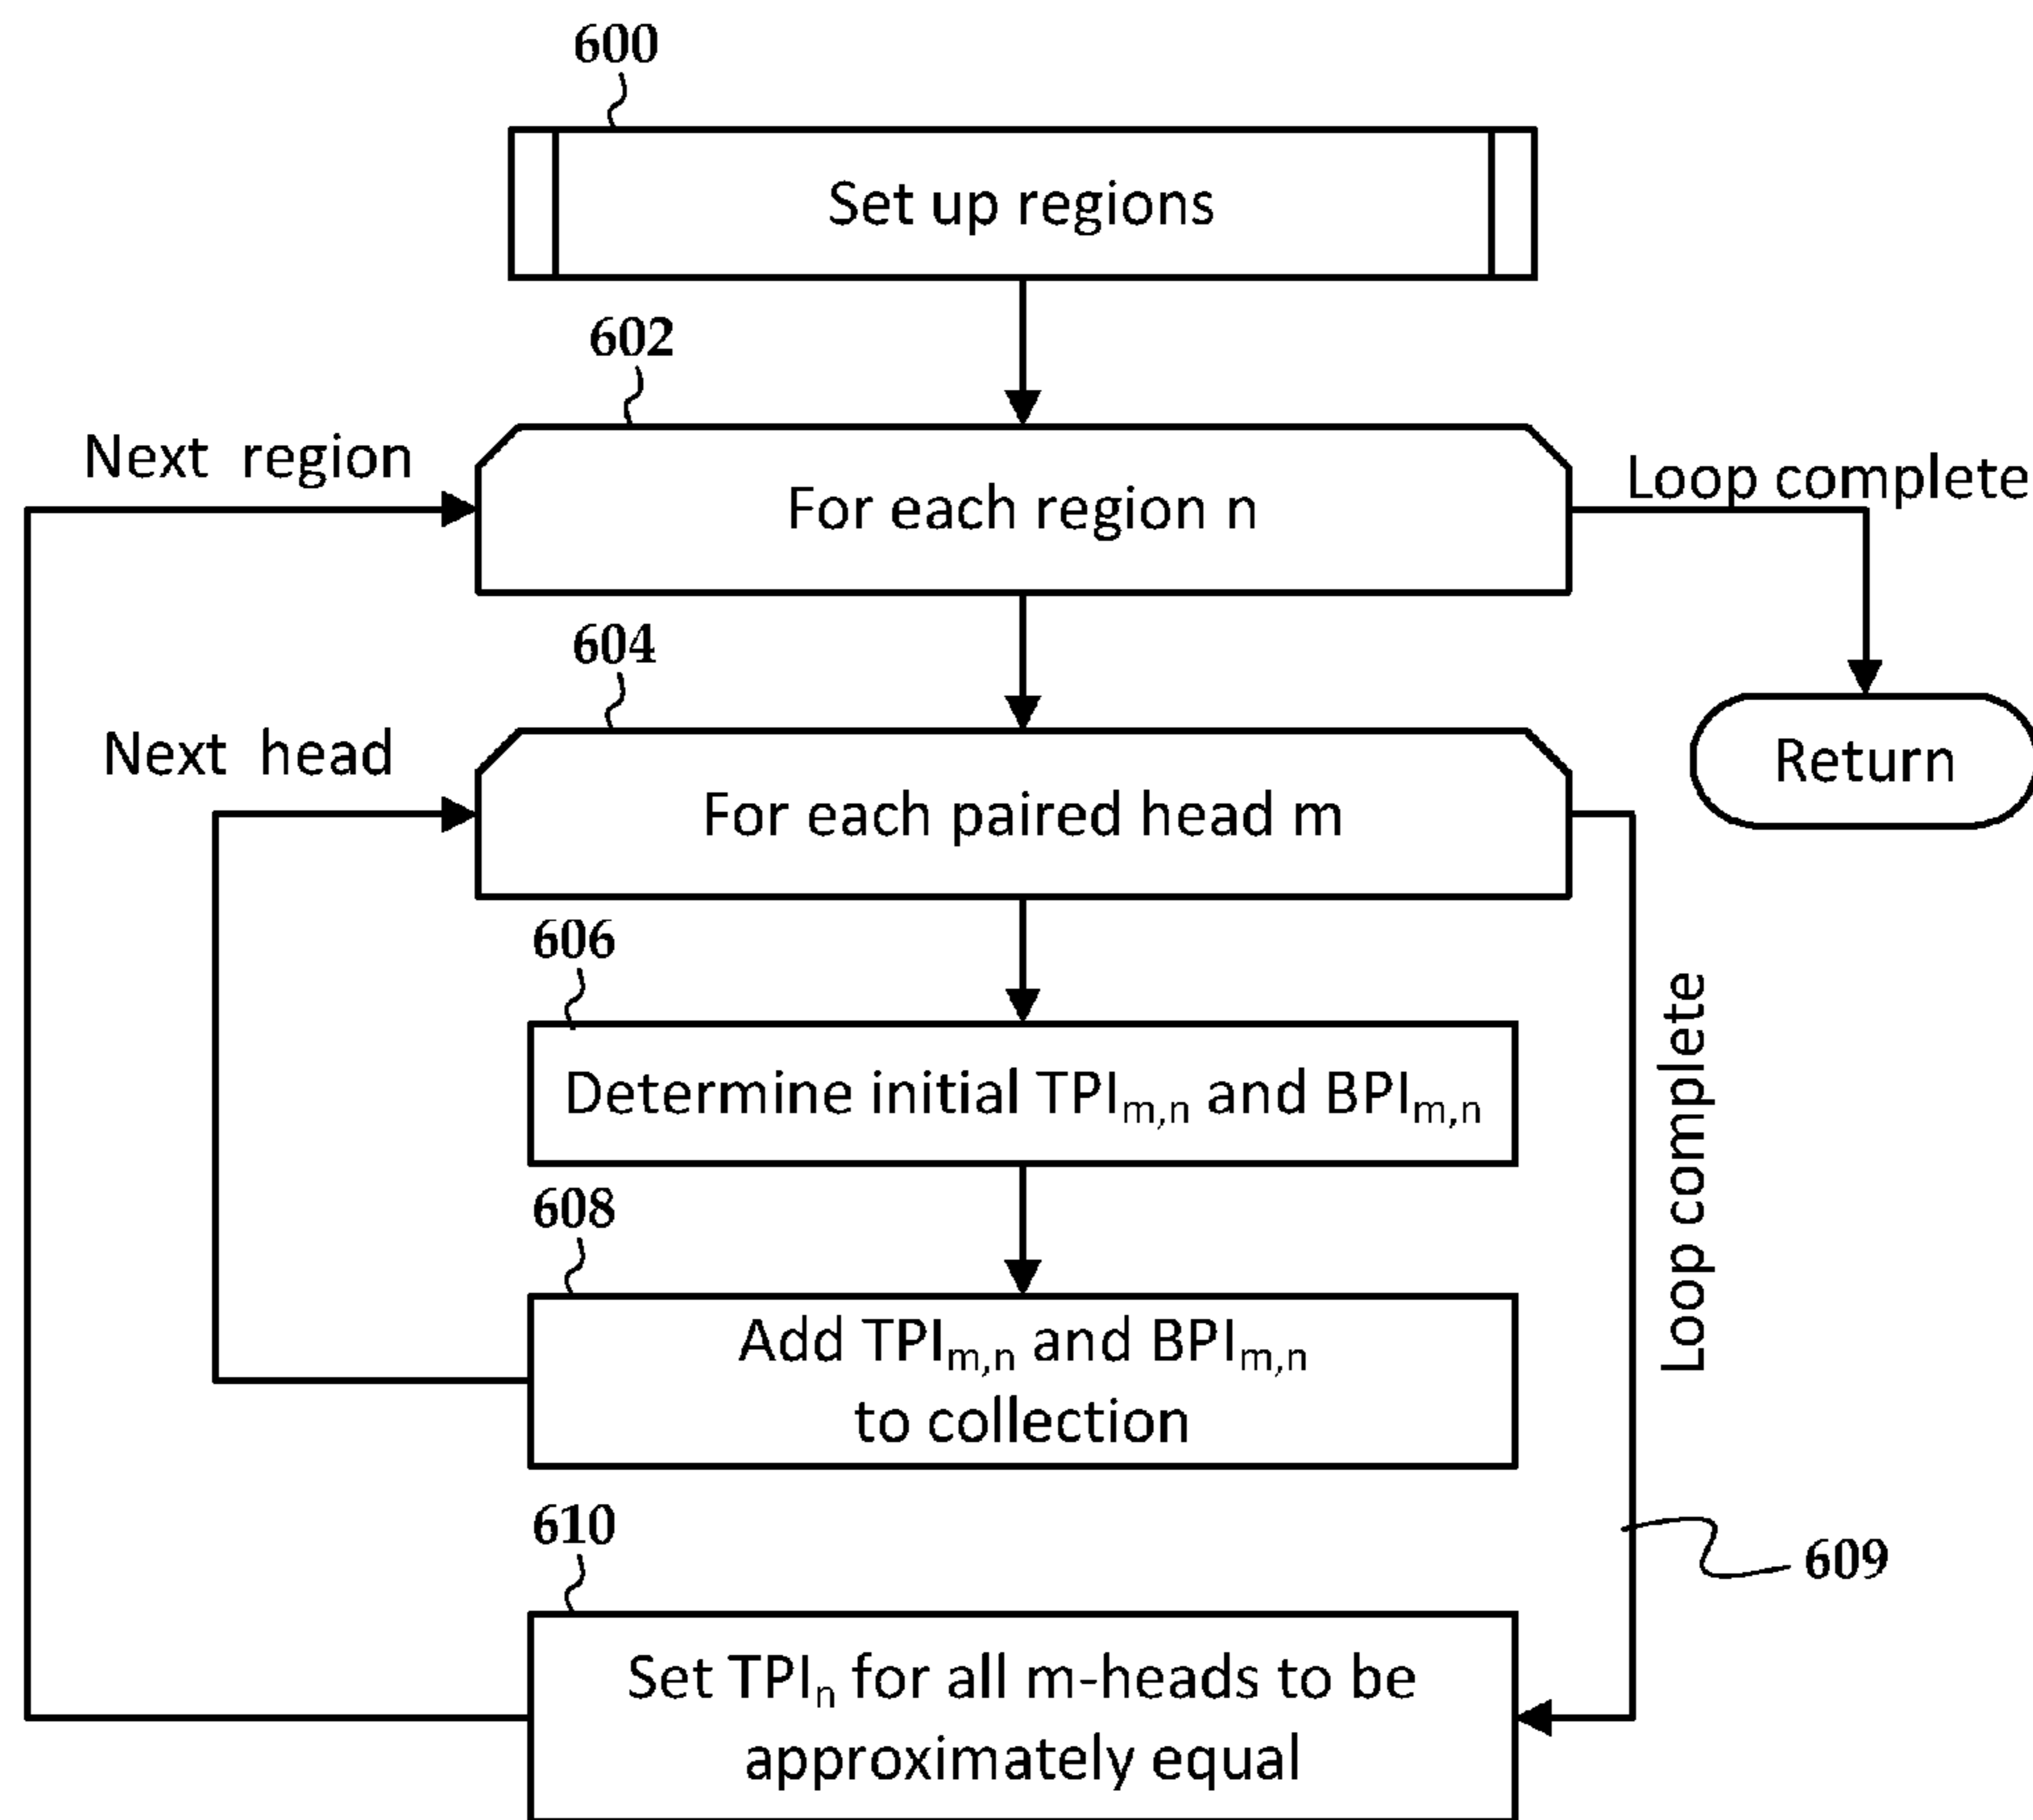 600
Set up regions
602
Next region
For each region n
Loop complete
604
Next head
For each paired head m
Return
606
Determine initial TPIm,n and BPIm,n
Loop complete
608
Add TPIm,n and BPIm,n
to collection
609
610
Set TPIn for all m-heads to be
approximately equal